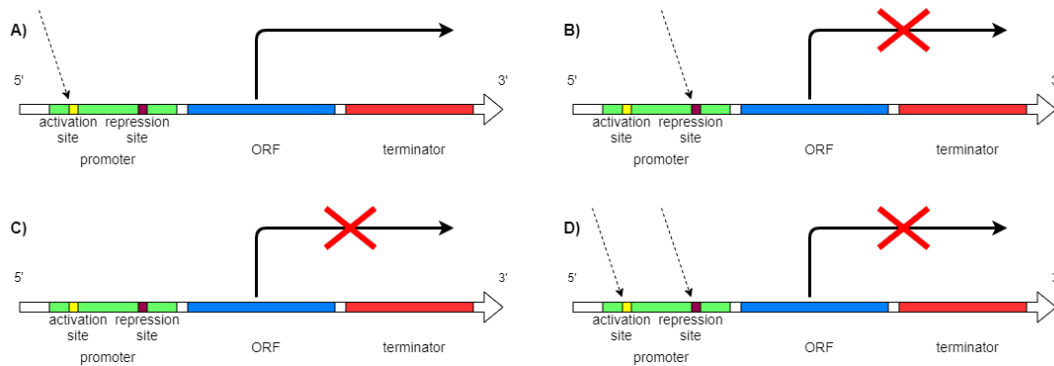 A)
5'
3'
activation site
repression site
promoter
ORF
terminator
B)
5'
3'
activation site
repression site
promoter
ORF
terminator
C)
5'
3'
activation site
repression site
promoter
ORF
terminator
D)
5'
3'
activation site
repression site
promoter
ORF
terminator